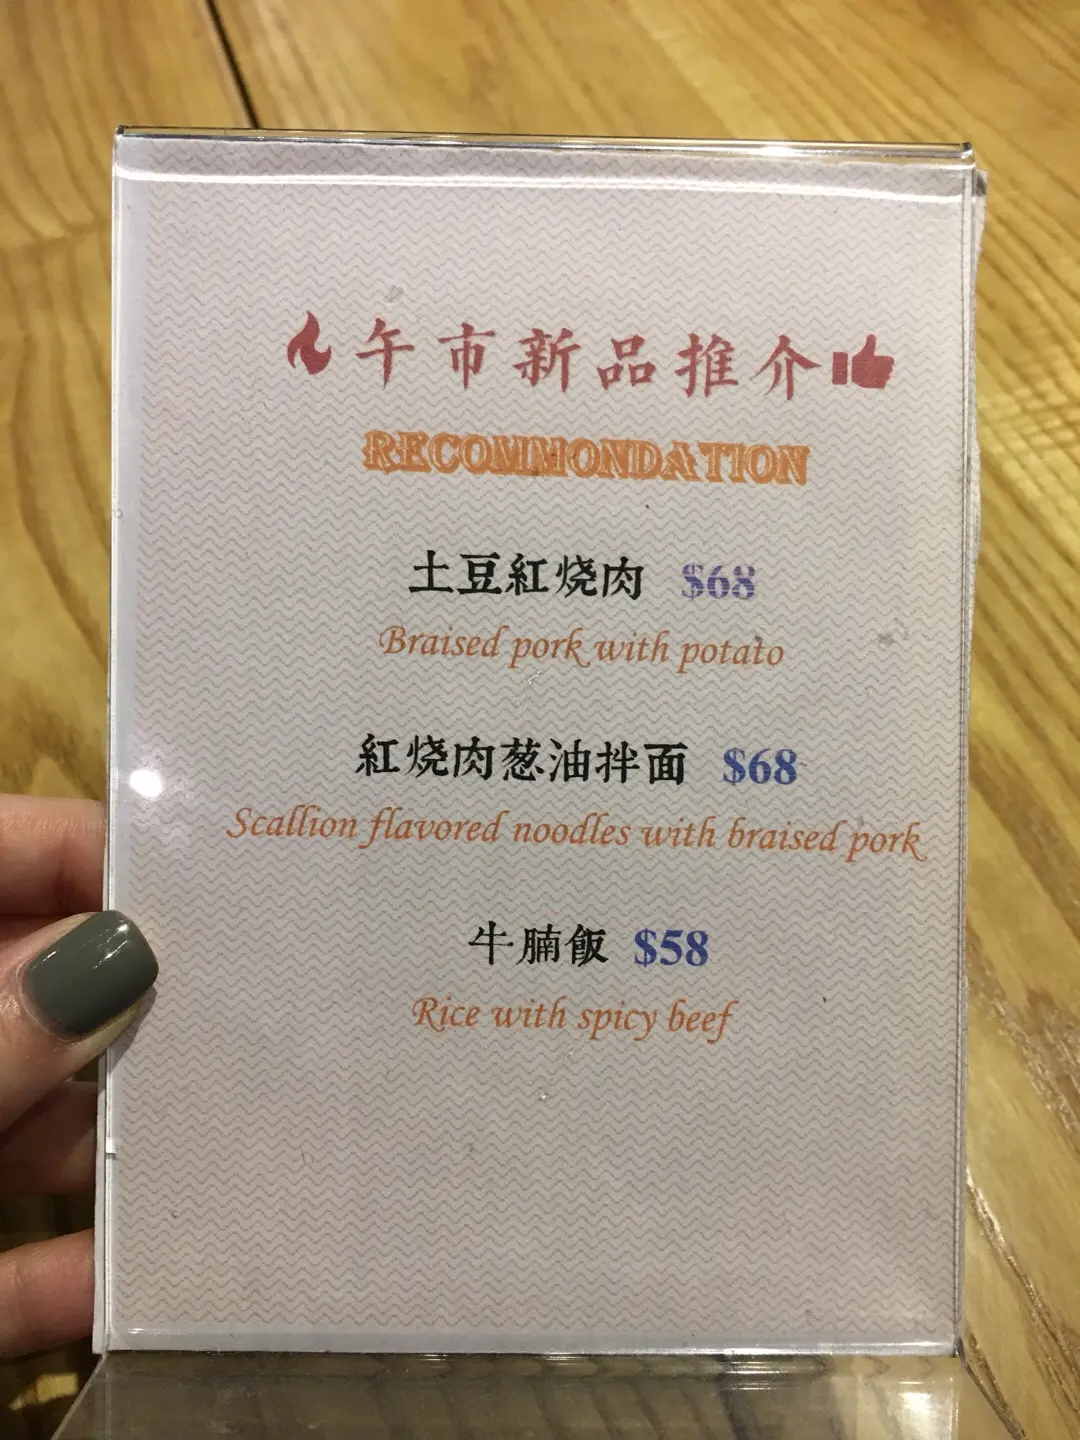 午市新品推介
RECOMMONDATION
土豆紅烧肉 $68
Braised pork with potato
紅烧肉葱油拌面 $68
Scallion flavored noodles with braised pork
牛腩飯 $58
Rice with spicy beef